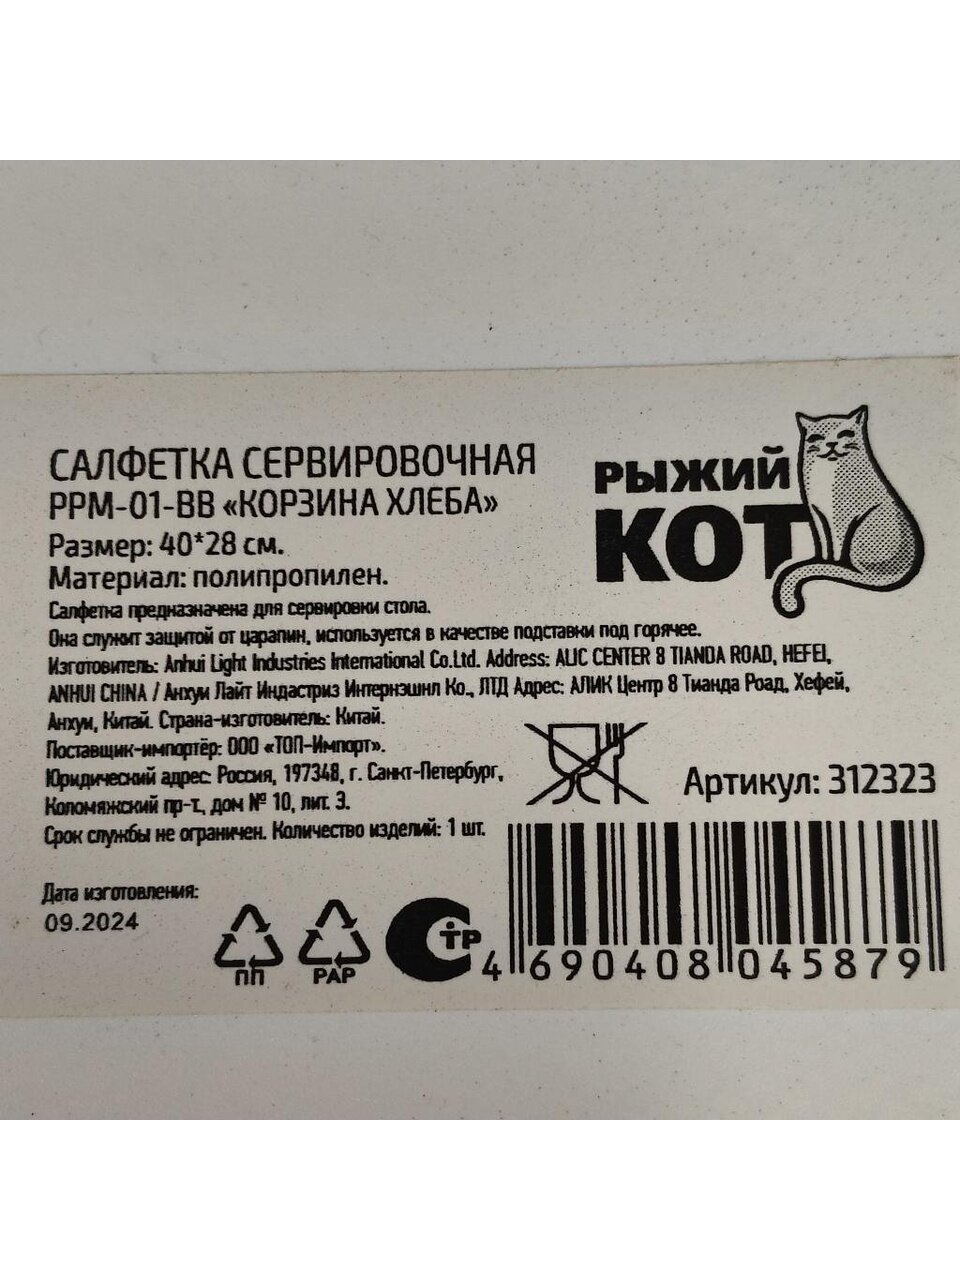 САЛФЕТКА СЕРВИРОВОЧНАЯ
PPM-01-BB «КОРЗИНА ХЛЕБА»
Размер: 40*28 см.
Материал: полипропилен.
Салфетка предназначена для сервировки стола.
Она служит защитой от царапин, используется в качестве подставки под горячее.
Изготовитель: Anhui Light Industries International Co.Ltd. Address: ALIC CENTER 8 TIANDA ROAD, HEFEI,
ANHUI CHINA / Анхуи Лайт Индастриз Интернэшнл Ко., ЛТД Адрес: АЛИК Центр 8 Тианда Роад, Хефей,
Анхуи, Китай. Страна-изготовитель: Китай.
Поставщик-импортёр: ООО «ТОП-Импорт».
Юридический адрес: Россия, 197348, г. Санкт-Петербург,
Коломяжский пр-т., дом № 10, лит. З.
Срок службы не ограничен. Количество изделий: 1 шт.
Дата изготовления:
09.2024
РЫЖИЙ
КОТ
Артикул: 312323
ПП
PAP
СТР
4 690408 045879